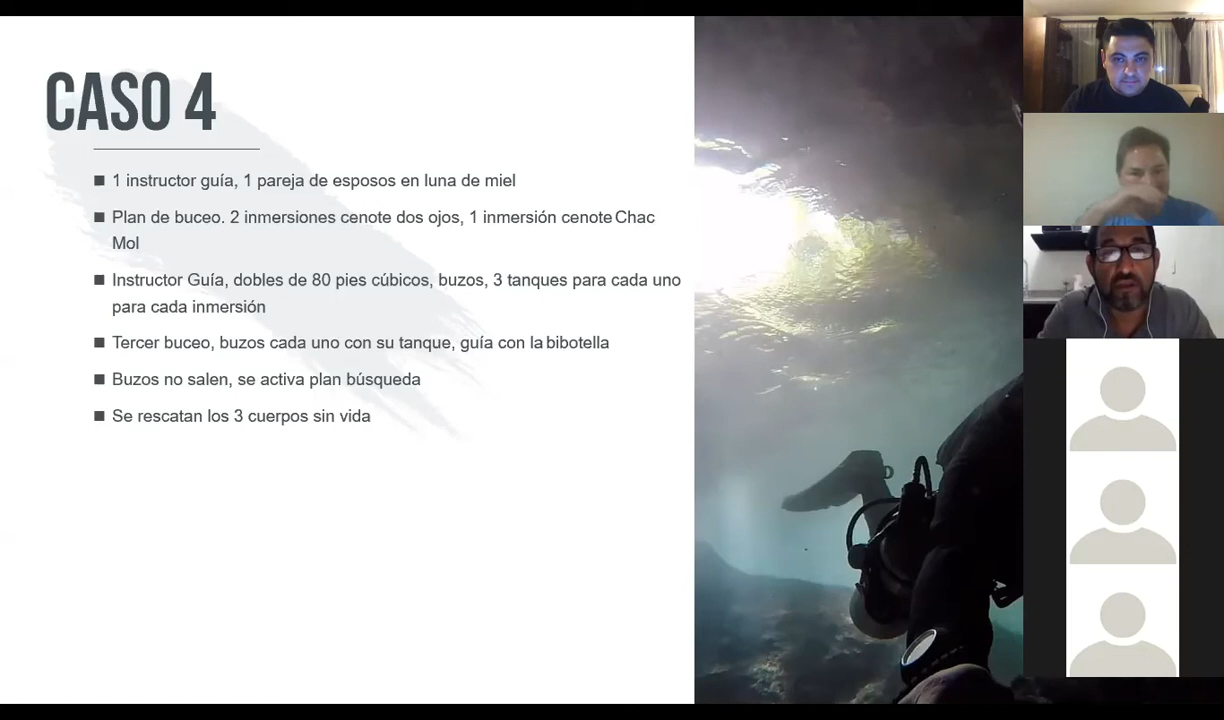 CASO 4
1 instructor guía, 1 pareja de esposos en luna de miel
Plan de buceo. 2 inmersiones cenote dos ojos, 1 inmersión cenote Chac
Mol
Instructor Guía, dobles de 80 pies cúbicos, buzos, 3 tanques para cada uno
para cada inmersión
Tercer buceo, buzos cada uno con su tanque, guía con la bibotella
Buzos no salen, se activa plan búsqueda
Se rescatan los 3 cuerpos sin vida